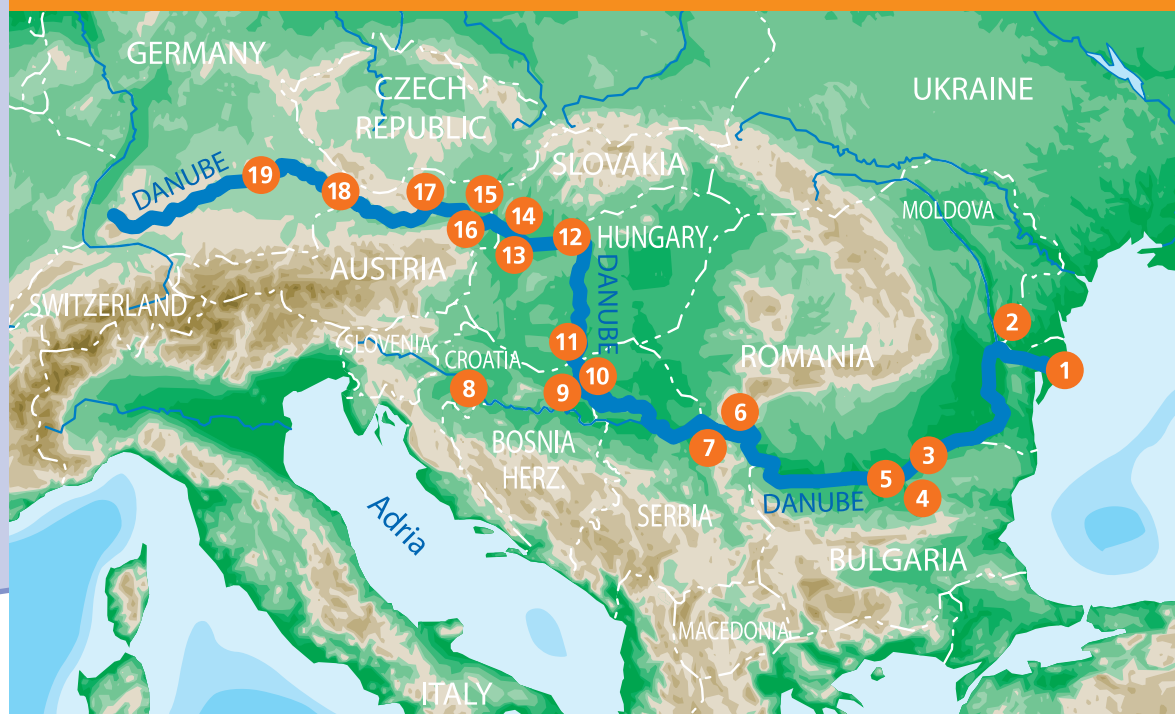 GERMANY
CZECH
REPUBLIC
UKRAINE
SLOVAKIA
DANUBE
19
18
17
15
16
14
13
12
HUNGARY
MOLDOVA
AUSTRIA
SWITZERLAND
DANUBE
2
SLOVENIA
CROATIA
11
ROMANIA
1
8
9
10
6
7
BOSNIA
HERZ.
3
5
4
DANUBE
Adria
SERBIA
BULGARIA
MACEDONIA
ITALY